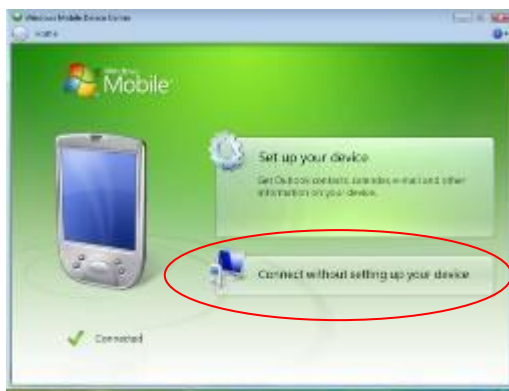 Windows Mobile Device Center
Home
Windows
Mobile
Set up your device
Get Outlook contacts, calendar, e-mail and other
information on your device.
Connect without setting up your device
Connected